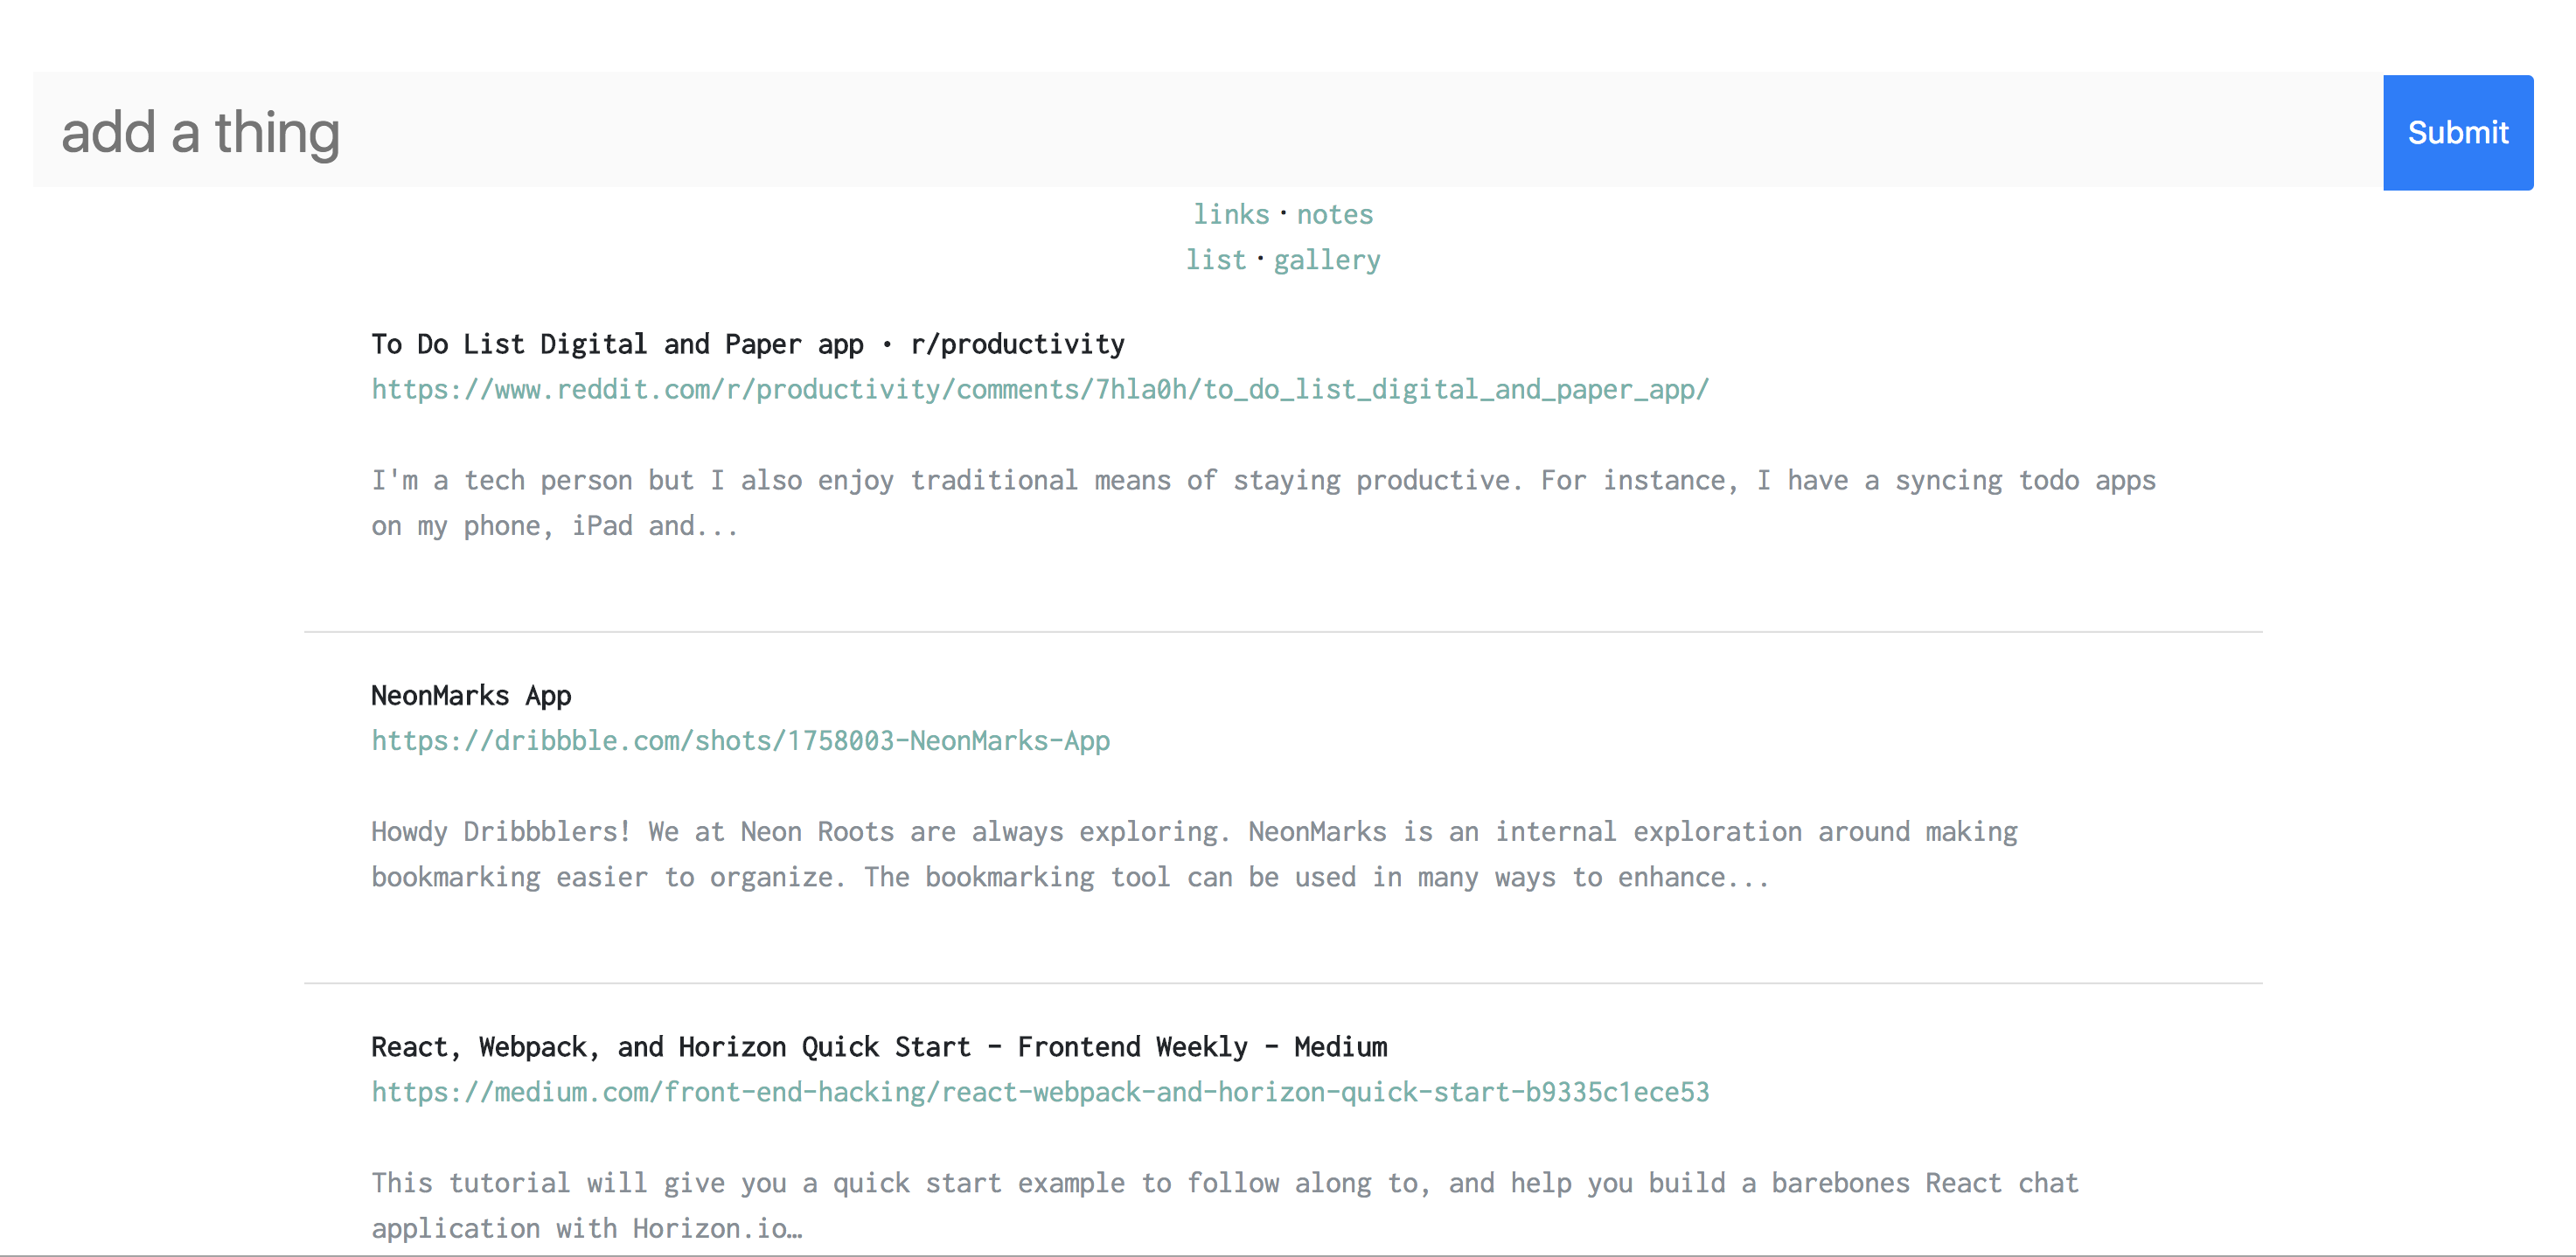 add a thing
Submit
links · notes
list · gallery
To Do List Digital and Paper app • r/productivity
https://www.reddit.com/r/productivity/comments/7hla0h/to_do_list_digital_and_paper_app/
I'm a tech person but I also enjoy traditional means of staying productive. For instance, I have a syncing todo apps
on my phone, iPad and...
NeonMarks App
https://dribbble.com/shots/1758003-NeonMarks-App
Howdy Dribbblers! We at Neon Roots are always exploring. NeonMarks is an internal exploration around making
bookmarking easier to organize. The bookmarking tool can be used in many ways to enhance...
React, Webpack, and Horizon Quick Start – Frontend Weekly – Medium
https://medium.com/front-end-hacking/react-webpack-and-horizon-quick-start-b9335c1ece53
This tutorial will give you a quick start example to follow along to, and help you build a barebones React chat
application with Horizon.io…